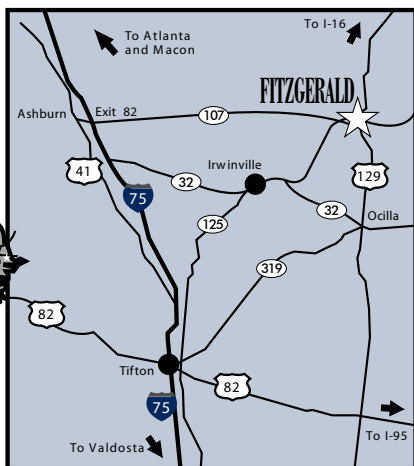 To I-16
To Atlanta
and Macon
FITZGERALD
Ashburn
Exit 82
107
41
Irwinville
129
32
75
32
125
Ocilla
319
82
Tifton
82
75
To I-95
To Valdosta